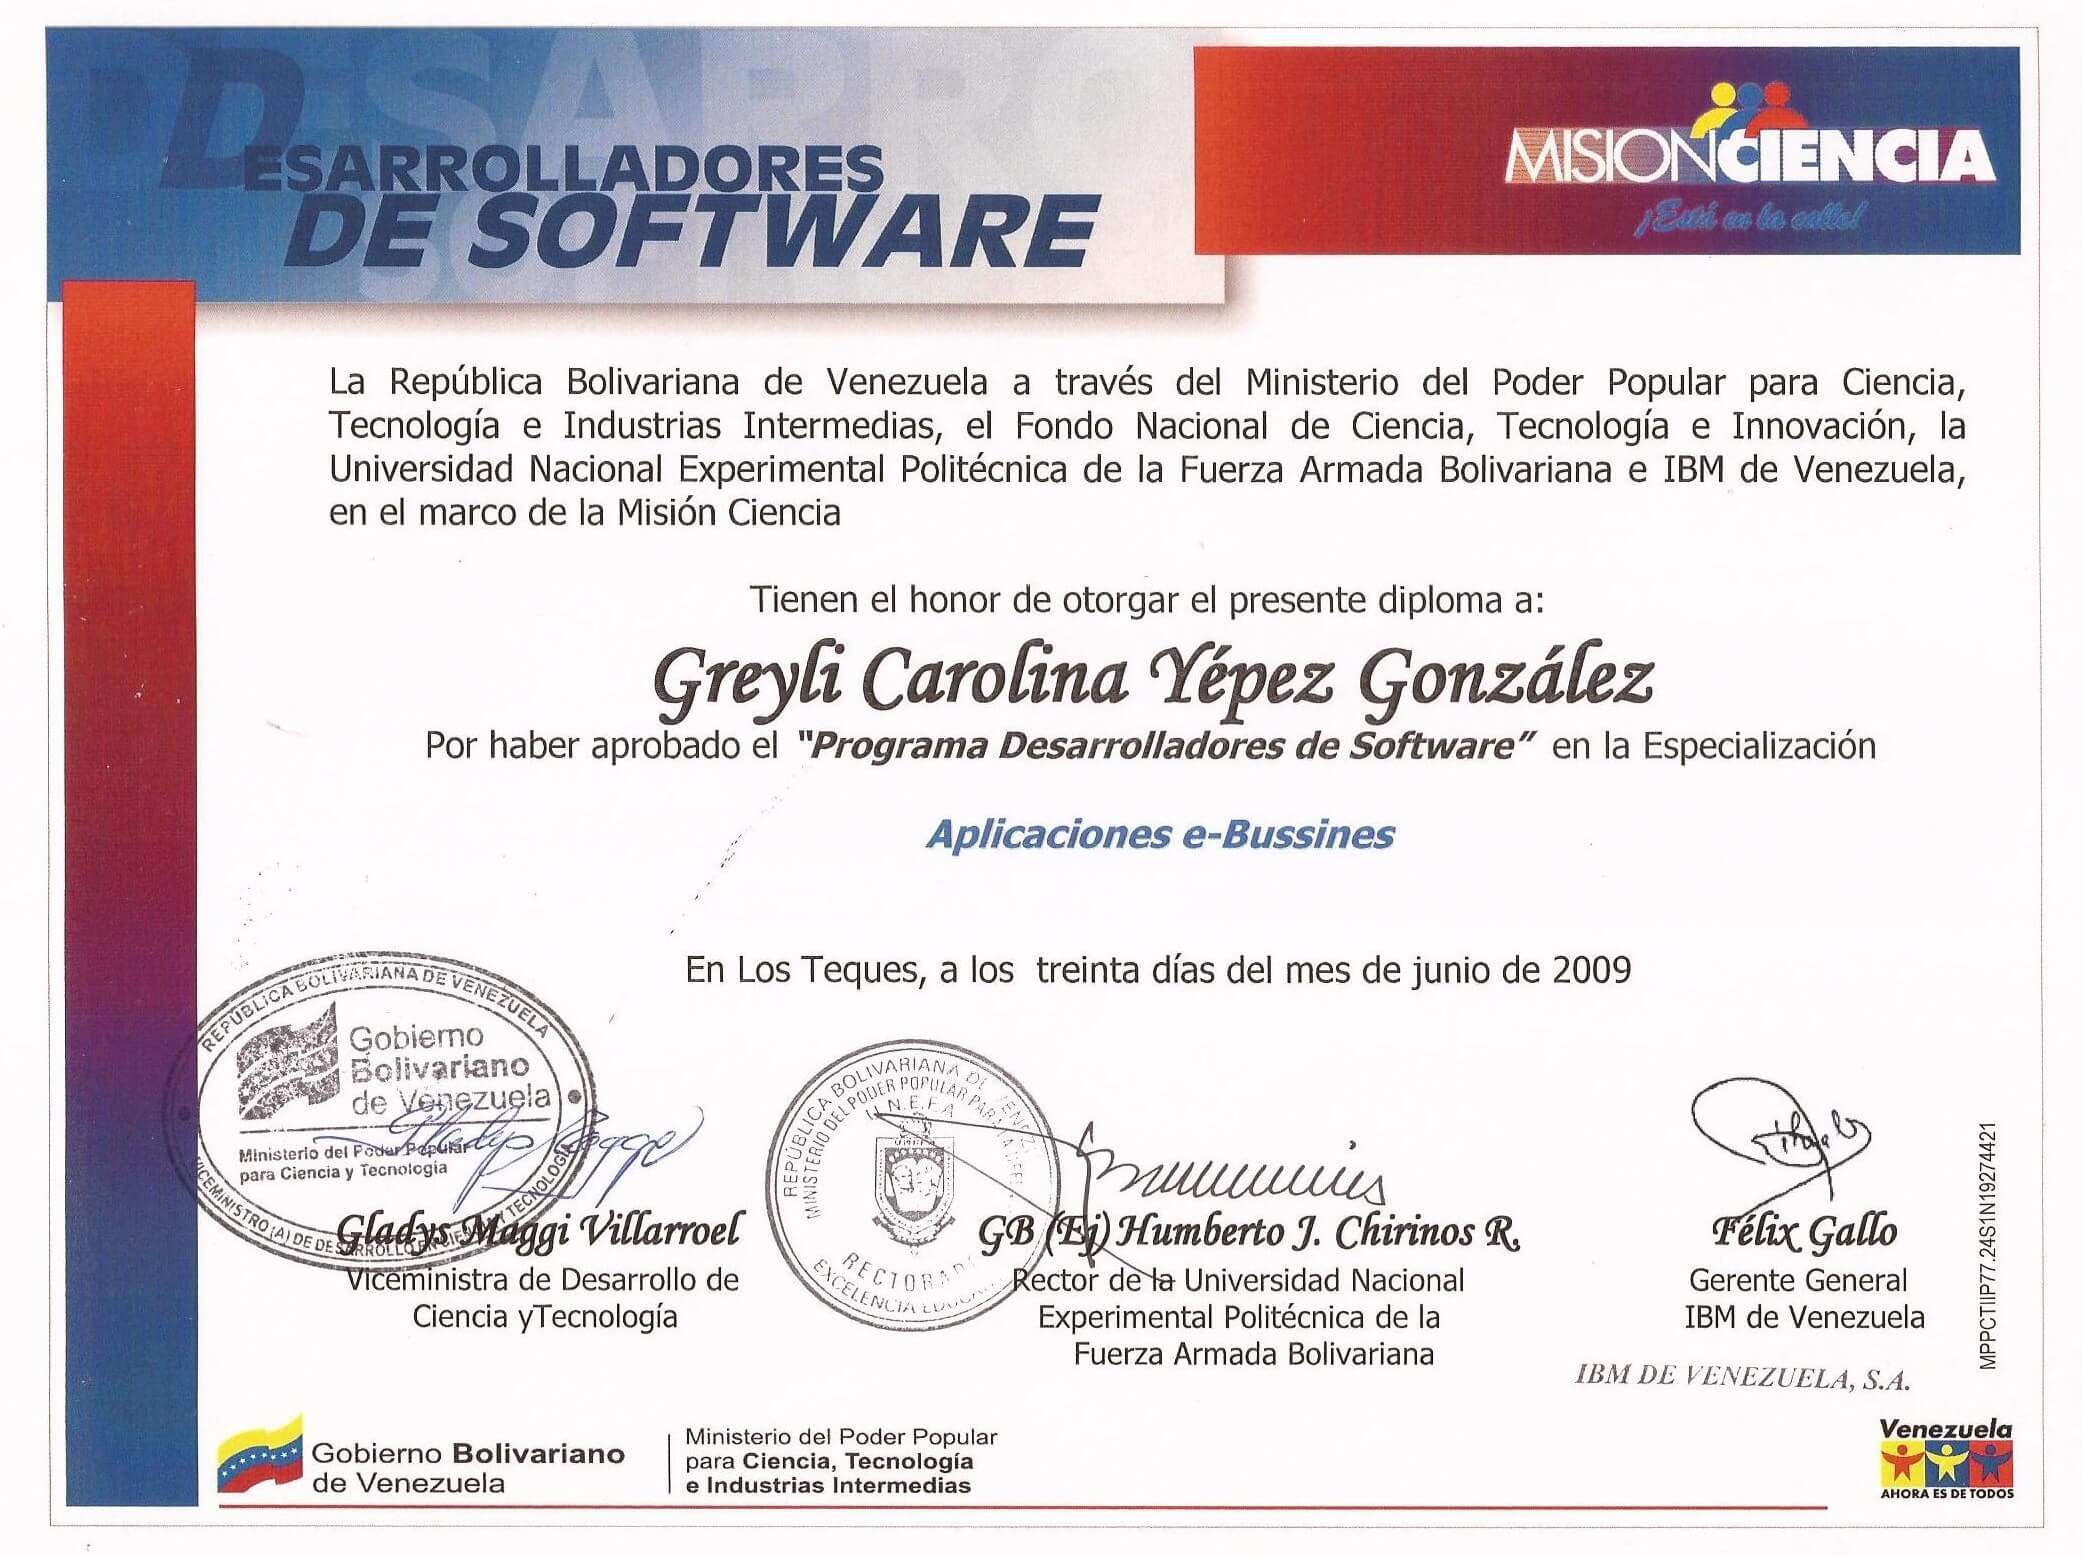 DESARROLLADORES
DE SOFTWARE
MISION CIENCIA
¡Está en la calle!
La República Bolivariana de Venezuela a través del Ministerio del Poder Popular para Ciencia,
Tecnología e Industrias Intermedias, el Fondo Nacional de Ciencia, Tecnología e Innovación, la
Universidad Nacional Experimental Politécnica de la Fuerza Armada Bolivariana e IBM de Venezuela,
en el marco de la Misión Ciencia
Tienen el honor de otorgar el presente diploma a:
Greyli Carolina Yépez González
Por haber aprobado el "Programa Desarrolladores de Software" en la Especialización
Aplicaciones e-Bussines
En Los Teques, a los treinta días del mes de junio de 2009
REPÚBLICA BOLIVARIANA DE VENEZUELA
Gobierno
Bolivariano
de Venezuela
Ministerio del Poder Popular
para Ciencia y Tecnología
VICEMINISTRO (A) DE DESARROLLO EN CIENCIA Y TECNOLOGÍA
Gladys Maggi Villarroel
Viceministra de Desarrollo de
Ciencia yTecnología
REPÚBLICA BOLIVARIANA DE
MINISTERIO DEL PODER POPULAR PARA LA
U.N.E.F.A
EXCELENCIA
GB (Ej) Humberto J. Chirinos R.
Rector de la Universidad Nacional
Experimental Politécnica de la
Fuerza Armada Bolivariana
Félix Gallo
Gerente General
IBM de Venezuela
IBM DE VENEZUELA, S.A.
MPPCTIIP77.24S1N19274421
Gobierno Bolivariano
de Venezuela
Ministerio del Poder Popular
para Ciencia, Tecnología
e Industrias Intermedias
Venezuela
AHORA ES DE TODOS